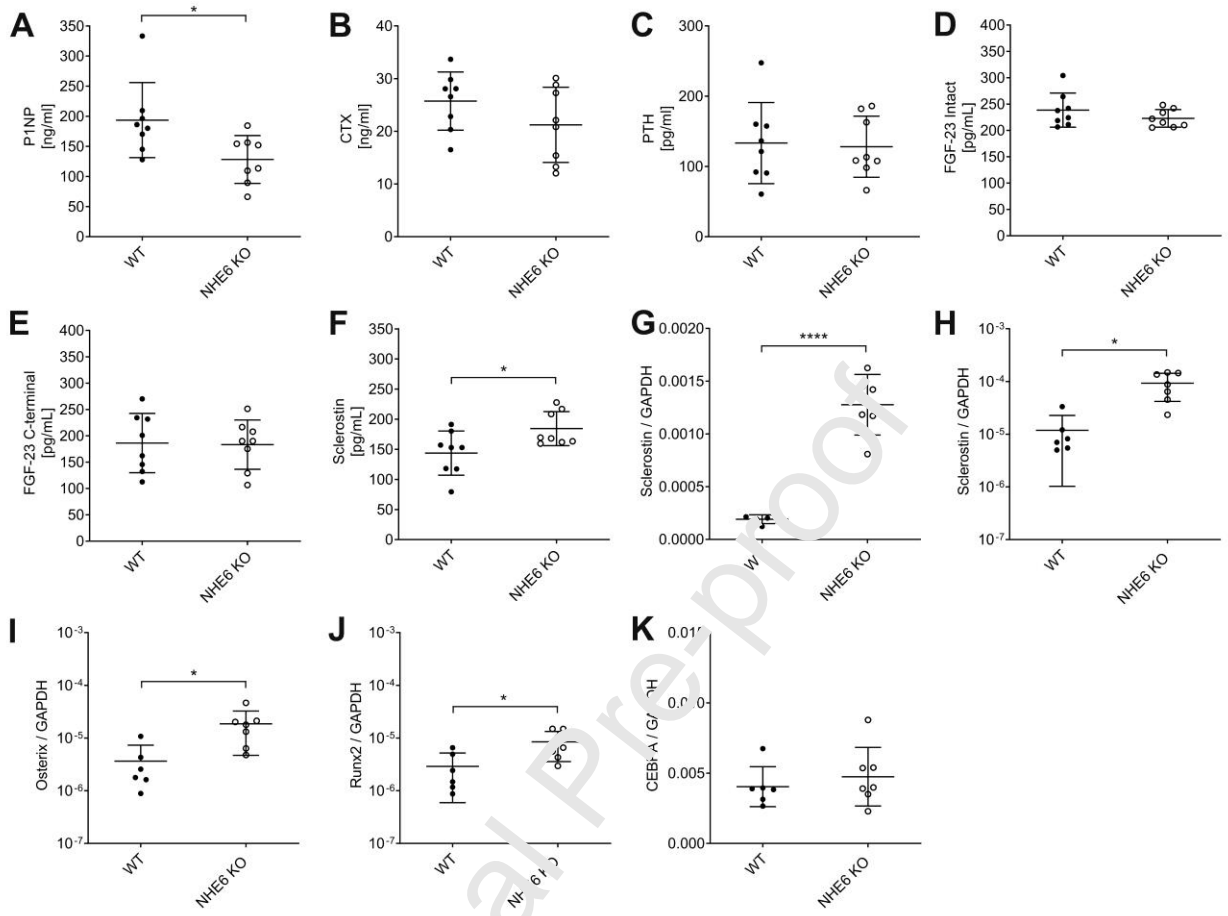 A
B
C
D
*
P1NP
[ng/ml]
350
300
250
200
150
100
50
0
WT
NHE6 KO
CTX
[ng/ml]
40
30
20
10
0
WT
NHE6 KO
PTH
[pg/ml]
300
200
100
0
WT
NHE6 KO
FGF-23 Intact
[pg/mL]
400
350
300
250
200
150
100
50
0
WT
NHE6 KO
E
F
G
H
FGF-23 C-terminal
[pg/mL]
400
350
300
250
200
150
100
50
0
WT
NHE6 KO
*
Sclerostin
[pg/mL]
350
300
250
200
150
100
50
0
WT
NHE6 KO
****
Sclerostin / GAPDH
0.0020
0.0015
0.0010
0.0005
0.0000
NHE6 KO
*
Sclerostin / GAPDH
10⁻³
10⁻⁴
10⁻⁵
10⁻⁶
10⁻⁷
WT
NHE6 KO
I
J
K
*
Osterix / GAPDH
10⁻³
10⁻⁴
10⁻⁵
10⁻⁶
10⁻⁷
WT
NHE6 KO
*
Runx2 / GAPDH
10⁻³
10⁻⁴
10⁻⁵
10⁻⁶
10⁻⁷
WT
KO
0.005
0.000
WT
NHE6 KO
Pre-proof